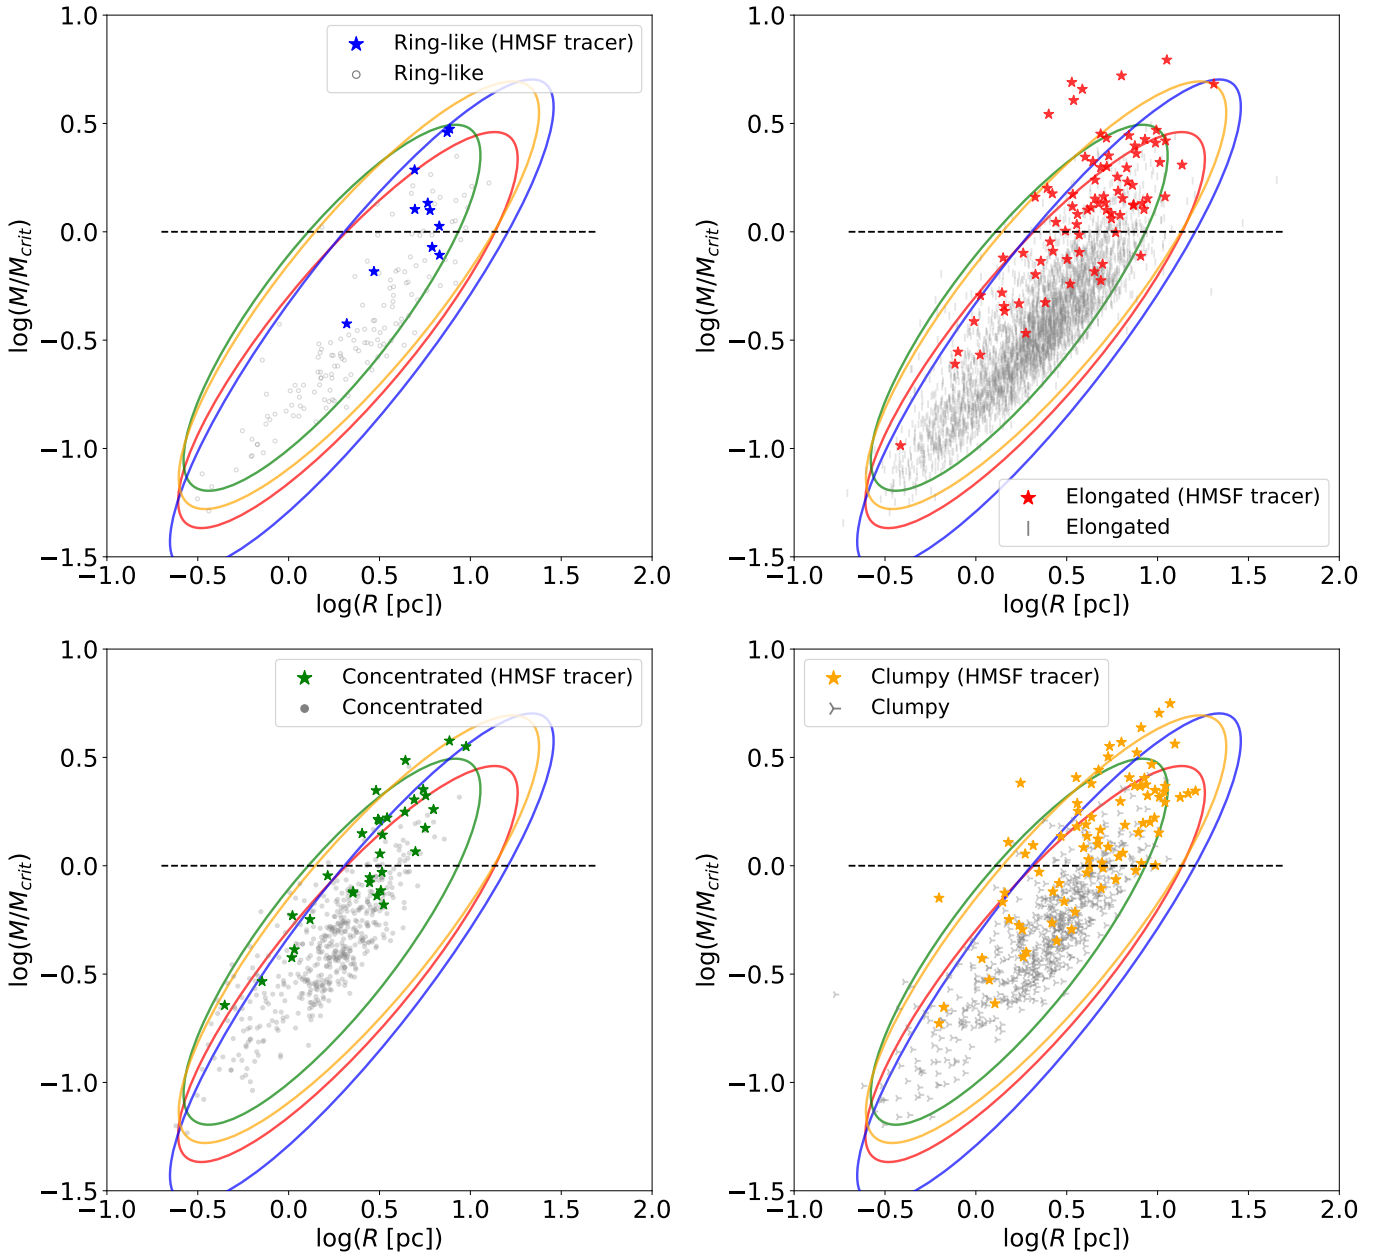 1.0
0.5
0.0
−0.5
−1.0
−1.5
log(M/M_crit)
Ring-like (HMSF tracer)
Ring-like
−1.0 −0.5 0.0 0.5 1.0 1.5 2.0
log(R [pc])
1.0
0.5
0.0
−0.5
−1.0
−1.5
log(M/M_crit)
Elongated (HMSF tracer)
Elongated
−1.0 −0.5 0.0 0.5 1.0 1.5 2.0
log(R [pc])
1.0
0.5
0.0
−0.5
−1.0
−1.5
log(M/M_crit)
Concentrated (HMSF tracer)
Concentrated
−1.0 −0.5 0.0 0.5 1.0 1.5 2.0
log(R [pc])
1.0
0.5
0.0
−0.5
−1.0
−1.5
log(M/M_crit)
Clumpy (HMSF tracer)
Clumpy
−1.0 −0.5 0.0 0.5 1.0 1.5 2.0
log(R [pc])